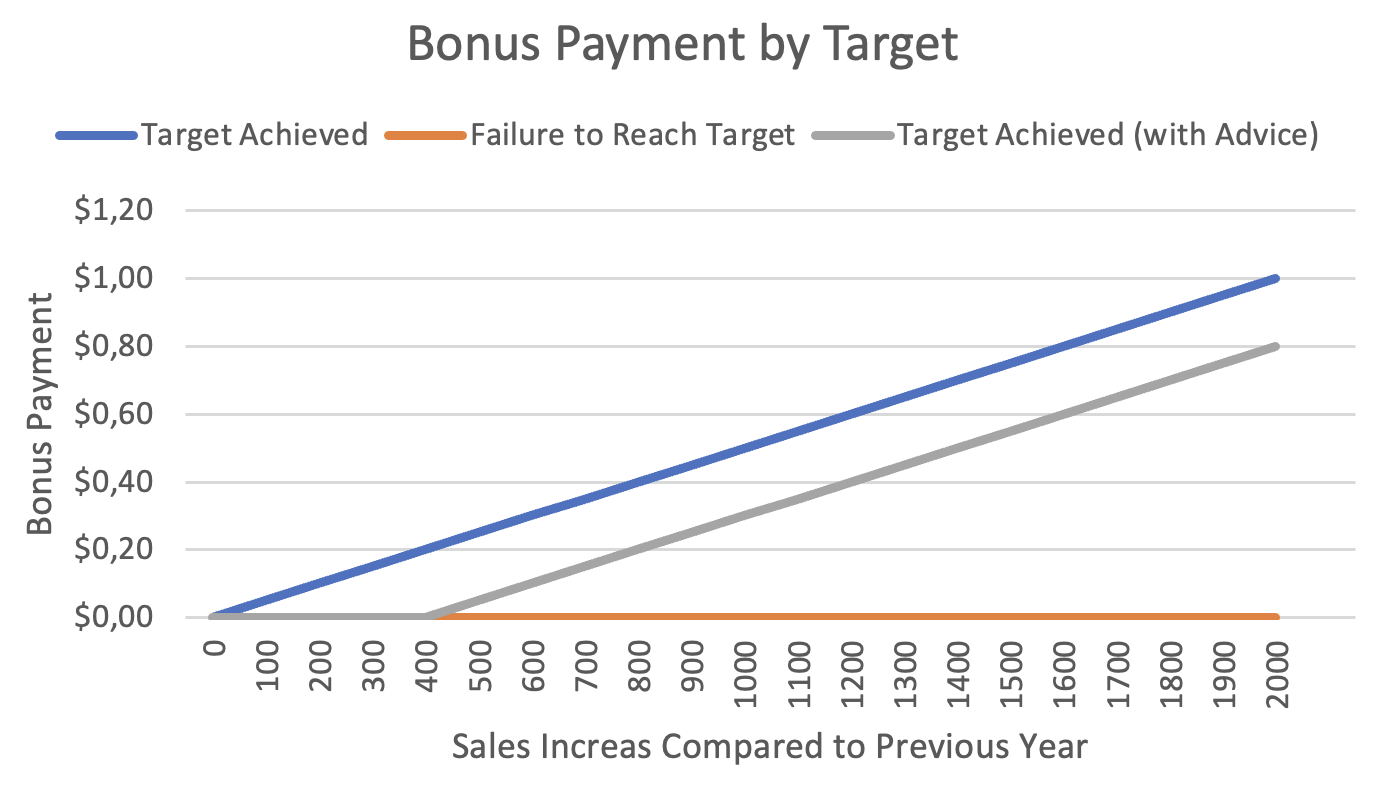 Bonus Payment by Target
Target Achieved Failure to Reach Target Target Achieved (with Advice)
$1,20
$1,00
$0,80
$0,60
$0,40
$0,20
$0,00
Bonus Payment
0 100 200 300 400 500 600 700 800 900 1000 1100 1200 1300 1400 1500 1600 1700 1800 1900 2000
Sales Increas Compared to Previous Year